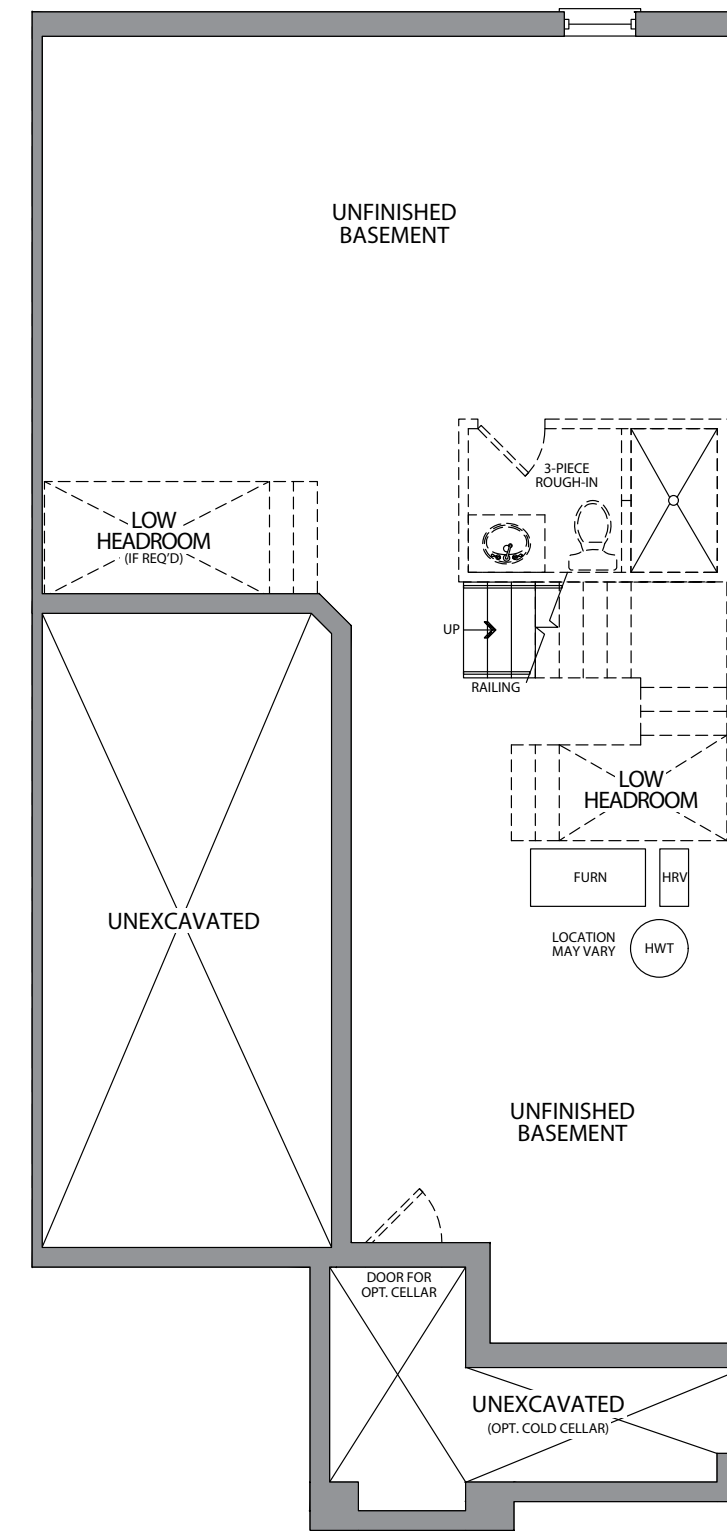 UNFINISHED
BASEMENT
3-PIECE
ROUGH-IN
LOW
HEADROOM
(IF REQ'D)
UP
RAILING
LOW
HEADROOM
FURN
HRV
UNEXCAVATED
LOCATION
MAY VARY
HWT
UNFINISHED
BASEMENT
DOOR FOR
OPT. CELLAR
UNEXCAVATED
(OPT. COLD CELLAR)